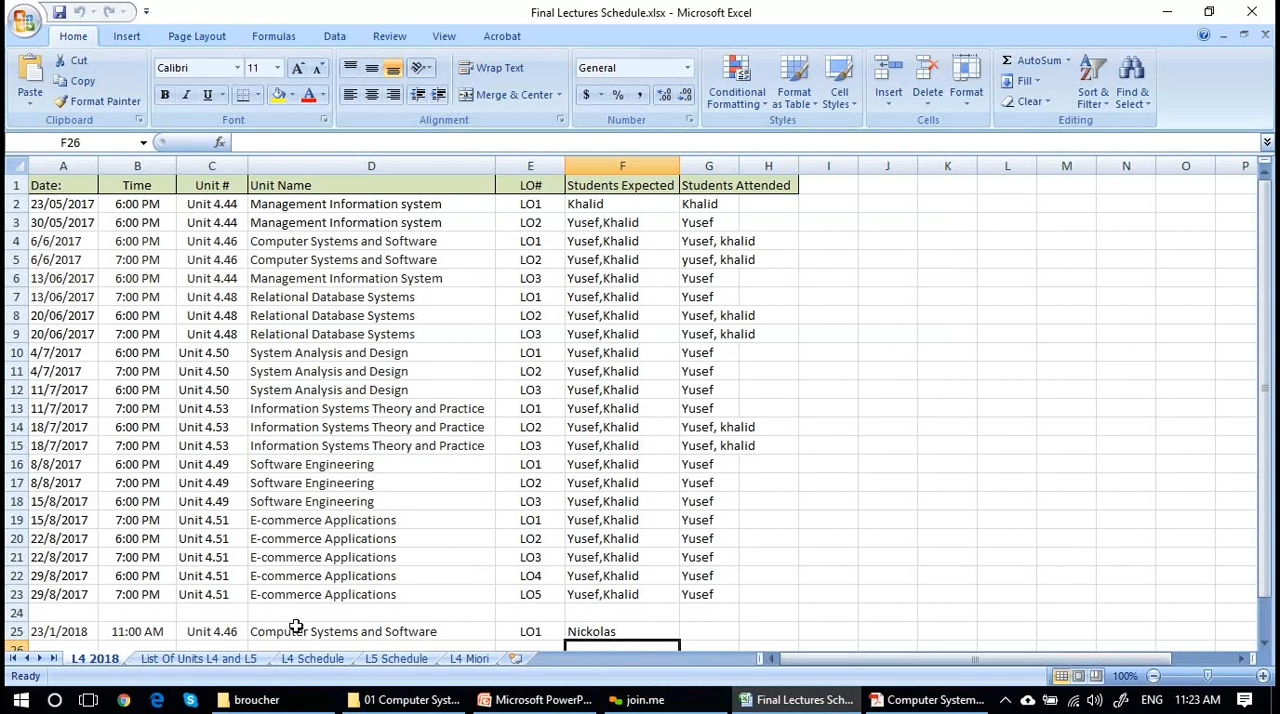 Final Lectures Schedule.xlsx - Microsoft Excel
Home Insert Page Layout Formulas Data Review View Acrobat
Paste
Cut
Copy
Format Painter
Clipboard
Calibri 11
B I U
Font
Wrap Text
Merge & Center
Alignment
General
$ % ,
Number
Conditional Formatting
Format as Table
Cell Styles
Styles
Insert Delete Format
Cells
AutoSum
Fill
Clear
Sort & Filter
Find & Select
Editing
F26 fx
A B C D E F G H I J K L M N O P
1 Date: Time Unit # Unit Name LO# Students Expected Students Attended
2 23/05/2017 6:00 PM Unit 4.44 Management Information system LO1 Khalid Khalid
3 30/05/2017 6:00 PM Unit 4.44 Management Information system LO2 Yusef,Khalid Yusef
4 6/6/2017 6:00 PM Unit 4.46 Computer Systems and Software LO1 Yusef,Khalid Yusef, khalid
5 6/6/2017 7:00 PM Unit 4.46 Computer Systems and Software LO2 Yusef,Khalid yusef, khalid
6 13/06/2017 6:00 PM Unit 4.44 Management Information System LO3 Yusef,Khalid Yusef
7 13/06/2017 7:00 PM Unit 4.48 Relational Database Systems LO1 Yusef,Khalid Yusef
8 20/06/2017 6:00 PM Unit 4.48 Relational Database Systems LO2 Yusef,Khalid Yusef, khalid
9 20/06/2017 7:00 PM Unit 4.48 Relational Database Systems LO3 Yusef,Khalid Yusef, khalid
10 4/7/2017 6:00 PM Unit 4.50 System Analysis and Design LO1 Yusef,Khalid Yusef
11 4/7/2017 7:00 PM Unit 4.50 System Analysis and Design LO2 Yusef,Khalid Yusef
12 11/7/2017 6:00 PM Unit 4.50 System Analysis and Design LO3 Yusef,Khalid Yusef
13 11/7/2017 7:00 PM Unit 4.53 Information Systems Theory and Practice LO1 Yusef,Khalid Yusef
14 18/7/2017 6:00 PM Unit 4.53 Information Systems Theory and Practice LO2 Yusef,Khalid Yusef, khalid
15 18/7/2017 7:00 PM Unit 4.53 Information Systems Theory and Practice LO3 Yusef,Khalid Yusef, khalid
16 8/8/2017 6:00 PM Unit 4.49 Software Engineering LO1 Yusef,Khalid Yusef
17 8/8/2017 7:00 PM Unit 4.49 Software Engineering LO2 Yusef,Khalid Yusef
18 15/8/2017 6:00 PM Unit 4.49 Software Engineering LO3 Yusef,Khalid Yusef
19 15/8/2017 7:00 PM Unit 4.51 E-commerce Applications LO1 Yusef,Khalid Yusef
20 22/8/2017 6:00 PM Unit 4.51 E-commerce Applications LO2 Yusef,Khalid Yusef
21 22/8/2017 7:00 PM Unit 4.51 E-commerce Applications LO3 Yusef,Khalid Yusef
22 29/8/2017 6:00 PM Unit 4.51 E-commerce Applications LO4 Yusef,Khalid Yusef
23 29/8/2017 7:00 PM Unit 4.51 E-commerce Applications LO5 Yusef,Khalid Yusef
24
25 23/1/2018 11:00 AM Unit 4.46 Computer Systems and Software LO1 Nickolas
26
L4 2018 List Of Units L4 and L5 L4 Schedule L5 Schedule L4 Miori
Ready 100%
broucher 01 Computer Syst... Microsoft PowerP... join.me Final Lectures Sch... Computer System... ENG 11:23 AM